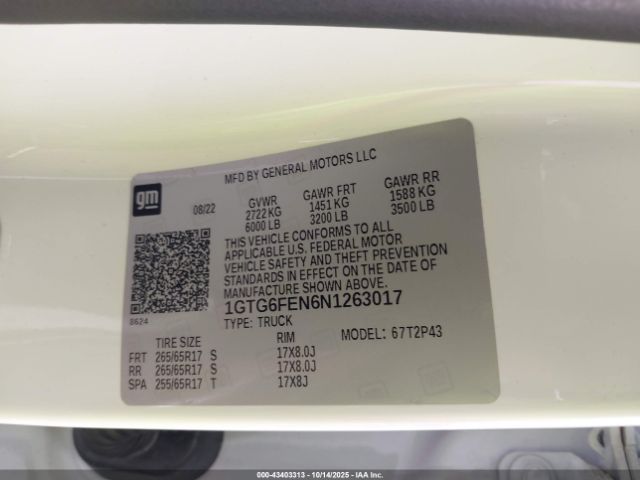 MFD BY GENERAL MOTORS LLC
gm
08/22
GVWR GAWR FRT GAWR RR
2722 KG 1451 KG 1588 KG
6000 LB 3200 LB 3500 LB
THIS VEHICLE CONFORMS TO ALL
APPLICABLE U.S. FEDERAL MOTOR
VEHICLE SAFETY AND THEFT PREVENTION
STANDARDS IN EFFECT ON THE DATE OF
MANUFACTURE SHOWN ABOVE.
8624
1GTG6FEN6N1263017
TYPE: TRUCK MODEL: 67T2P43
TIRE SIZE RIM
FRT 265/65R17 S 17X8.0J
RR 265/65R17 S 17X8.0J
SPA 255/65R17 T 17X8J
000-43403313 - 10/14/2025 - IAA Inc.